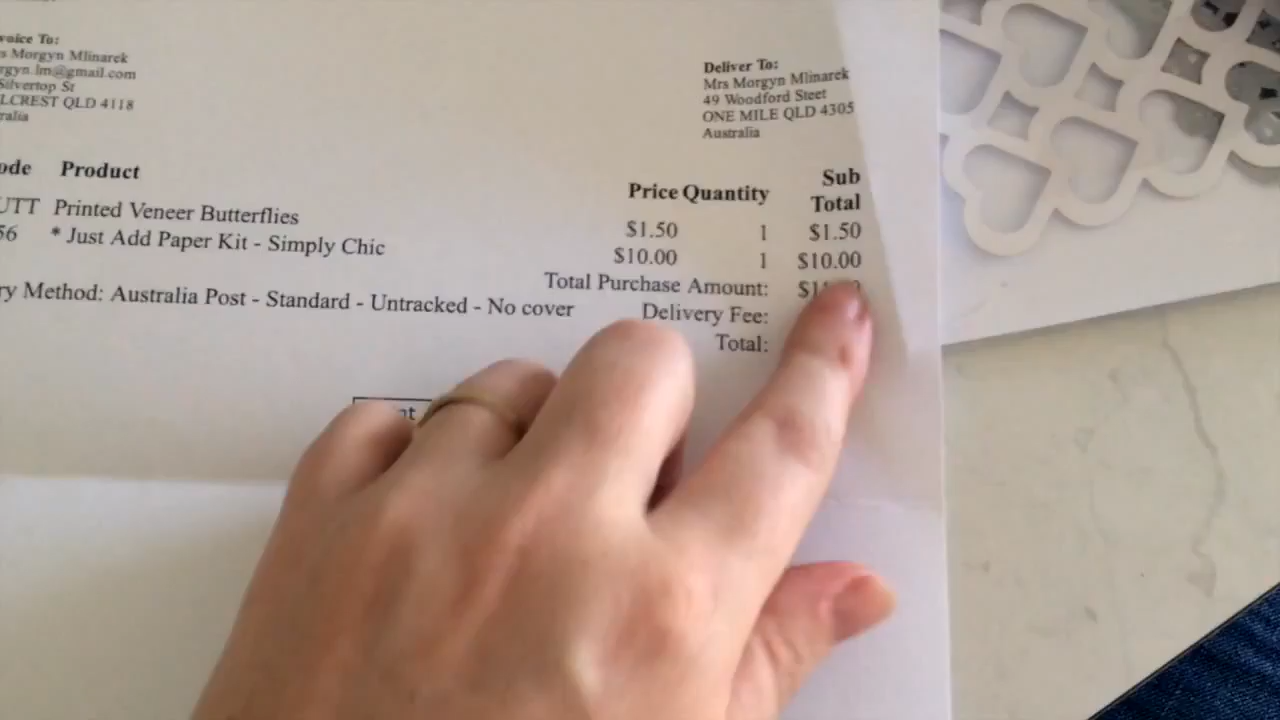 voice To:
s Morgyn Mlinarek
rgyn.lm@gmail.com
Silvertop St
LCREST QLD 4118
ralia
Deliver To:
Mrs Morgyn Mlinarek
49 Woodford Steet
ONE MILE QLD 4305
Australia
ode Product Price Quantity Sub Total
UTT Printed Veneer Butterflies $1.50 1 $1.50
56 * Just Add Paper Kit - Simply Chic $10.00 1 $10.00
Total Purchase Amount:
ry Method: Australia Post - Standard - Untracked - No cover Delivery Fee:
Total: